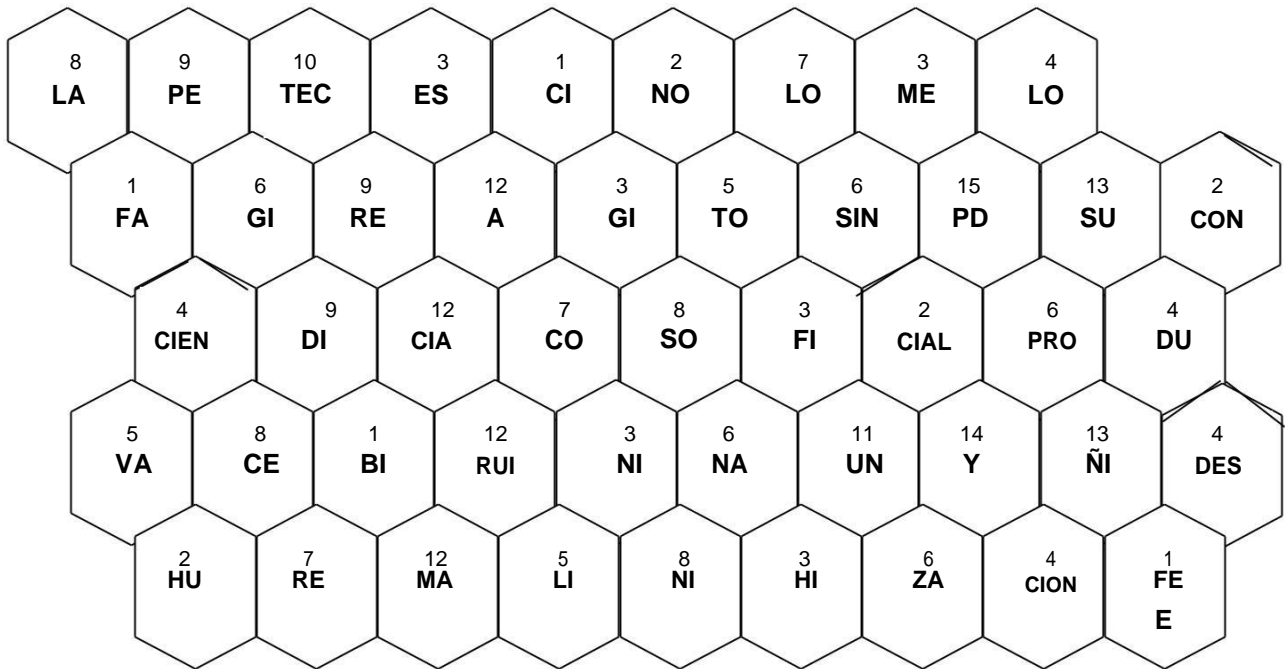 8 9 10 3 1 2 7 3 4
LA PE TEC ES CI NO LO ME LO
1 6 9 12 3 5 6 15 13 2
FA GI RE A GI TO SIN PD SU CON
4 9 12 7 8 3 2 6 4
CIEN DI CIA CO SO FI CIAL PRO DU
5 8 1 12 3 6 11 14 13 4
VA CE BI RUI NI NA UN Y ÑI DES
2 7 12 5 8 3 6 4 1
HU RE MA LI NI HI ZA CION FE
E